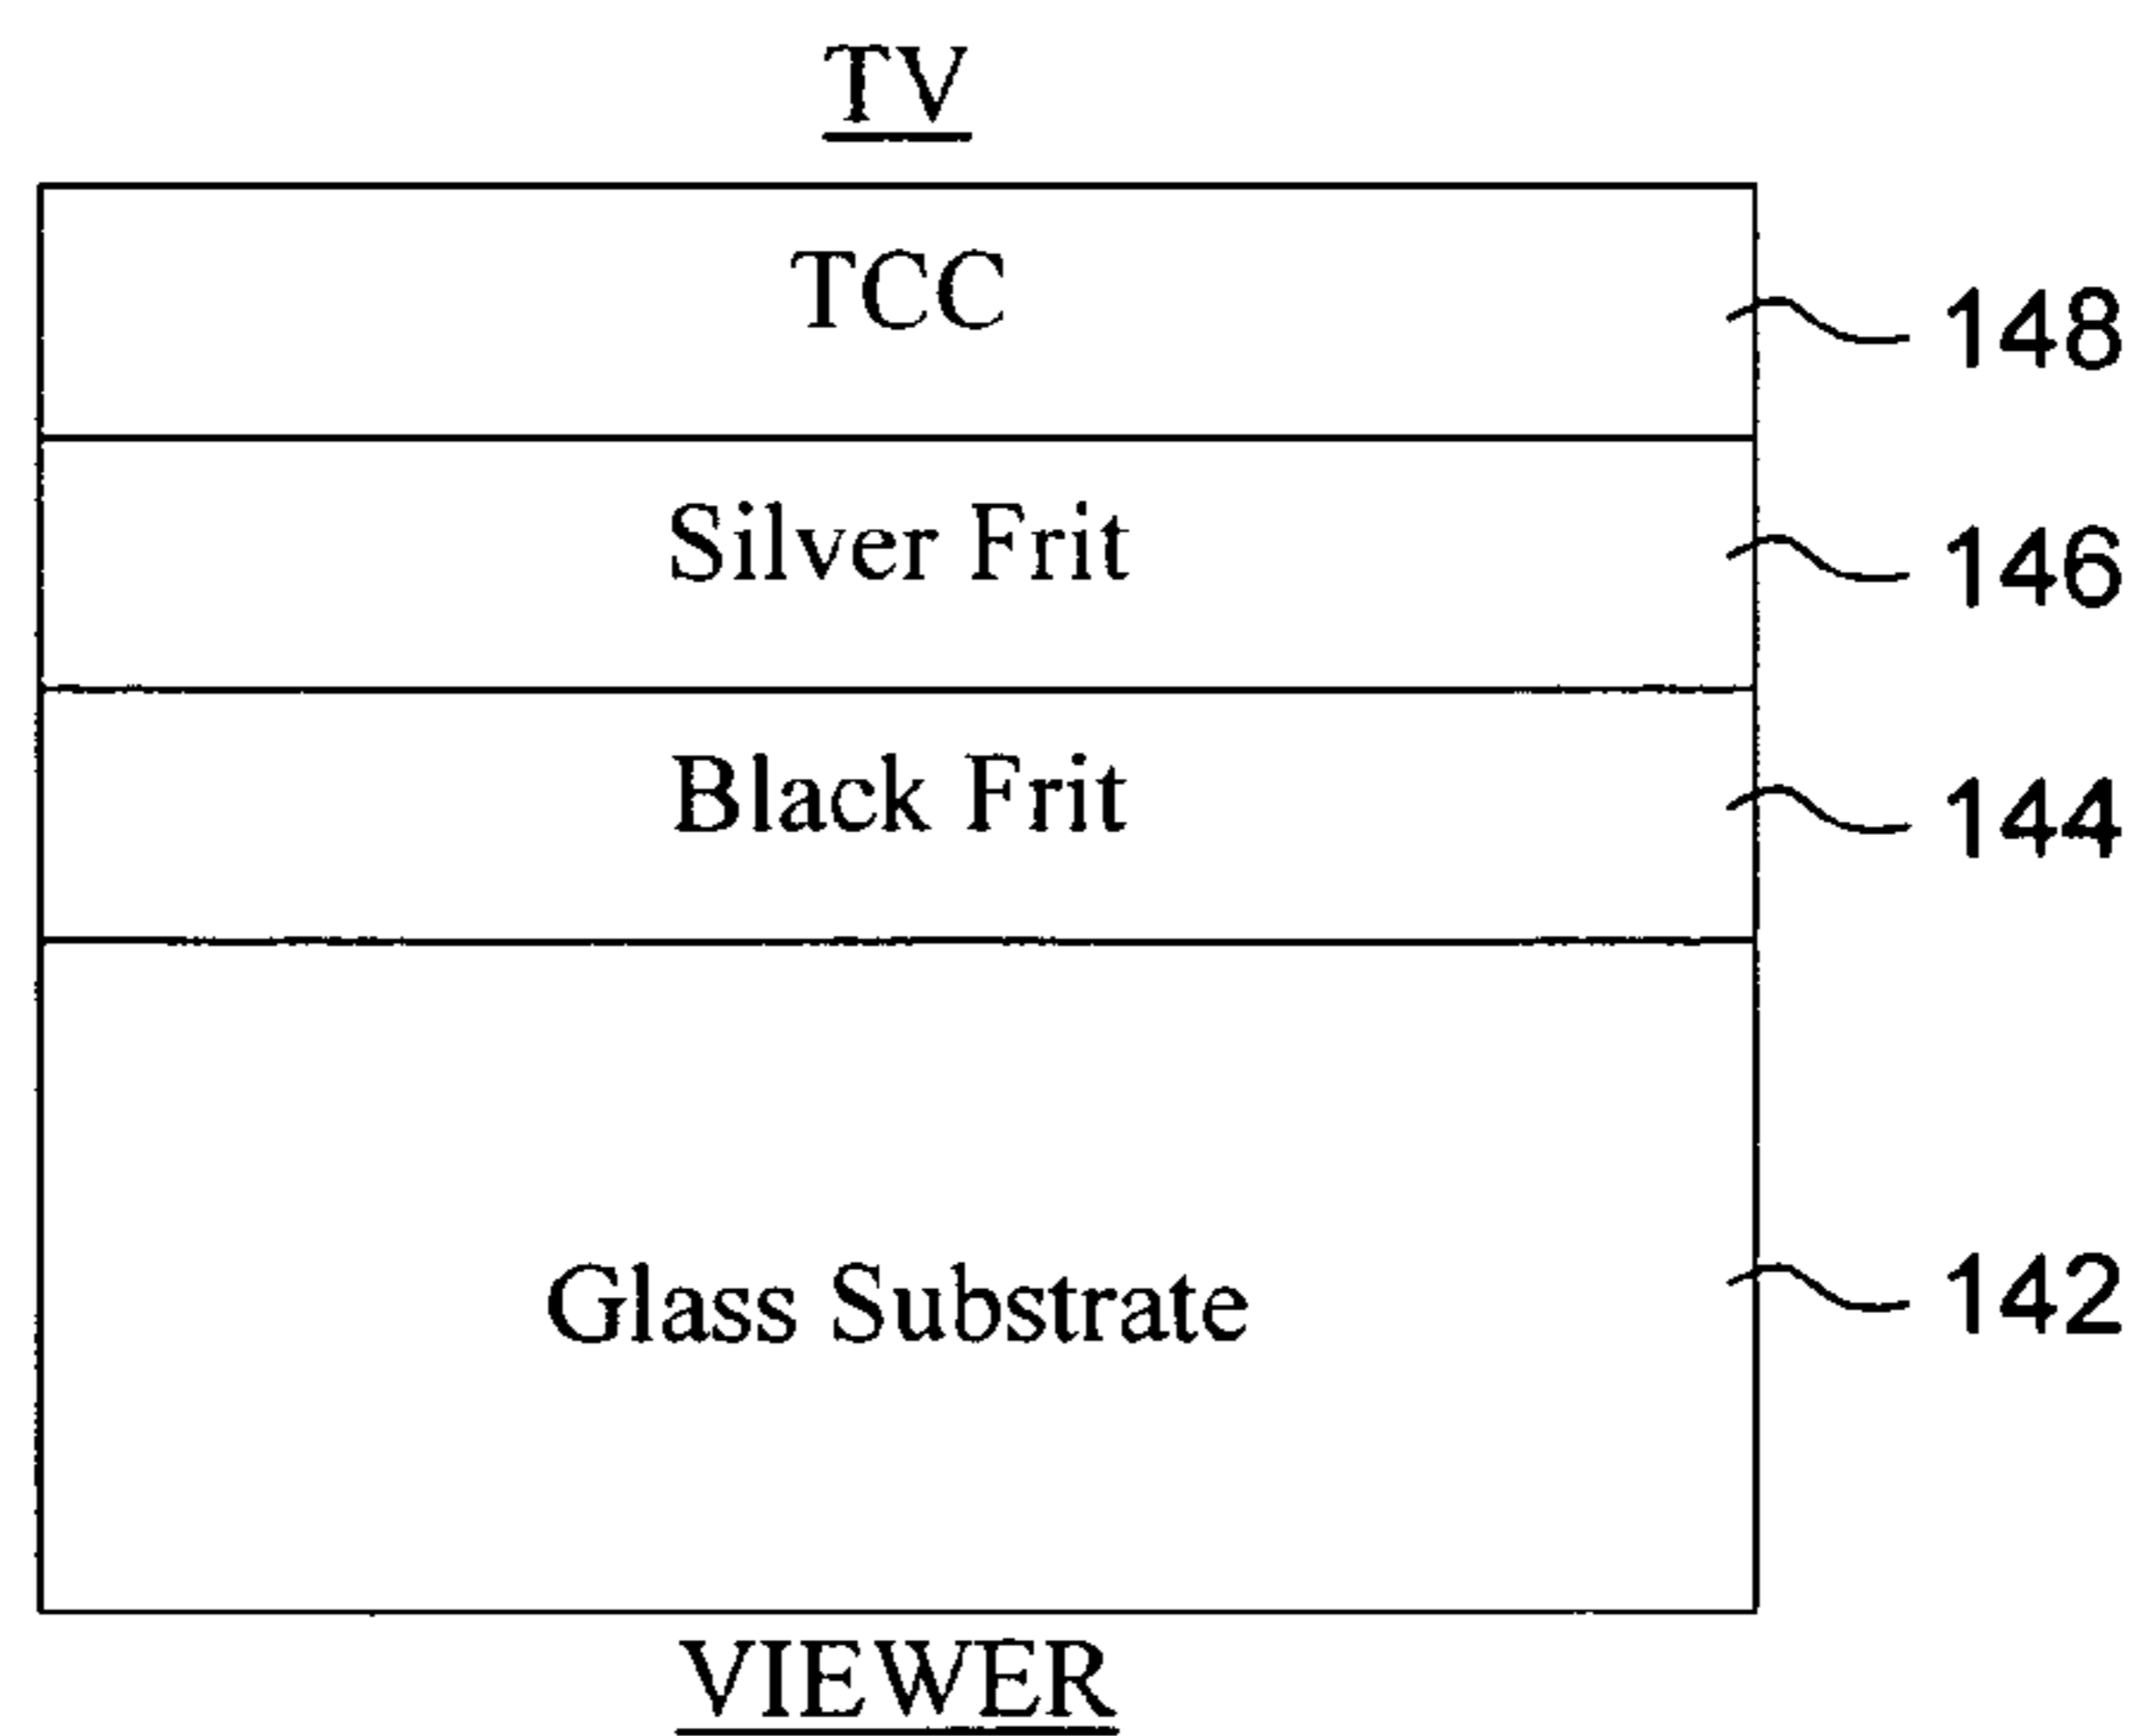 TV
TCC
148
Silver Frit
146
Black Frit
144
Glass Substrate
142
VIEWER